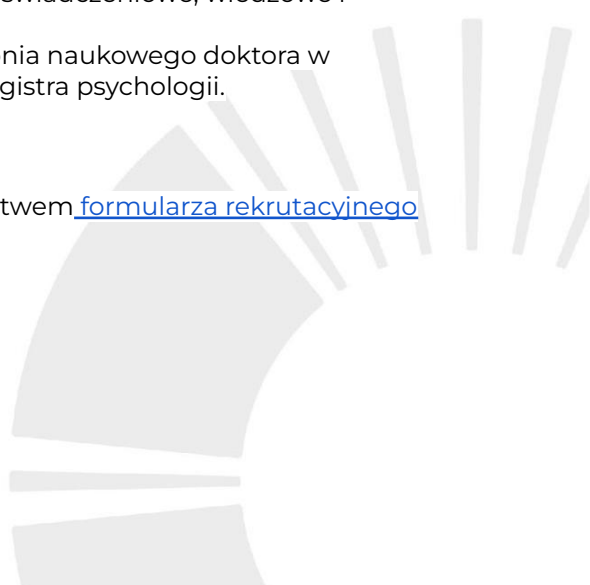 nia naukowego doktora w
gistra psychologii.
twem formularza rekrutacyjnego